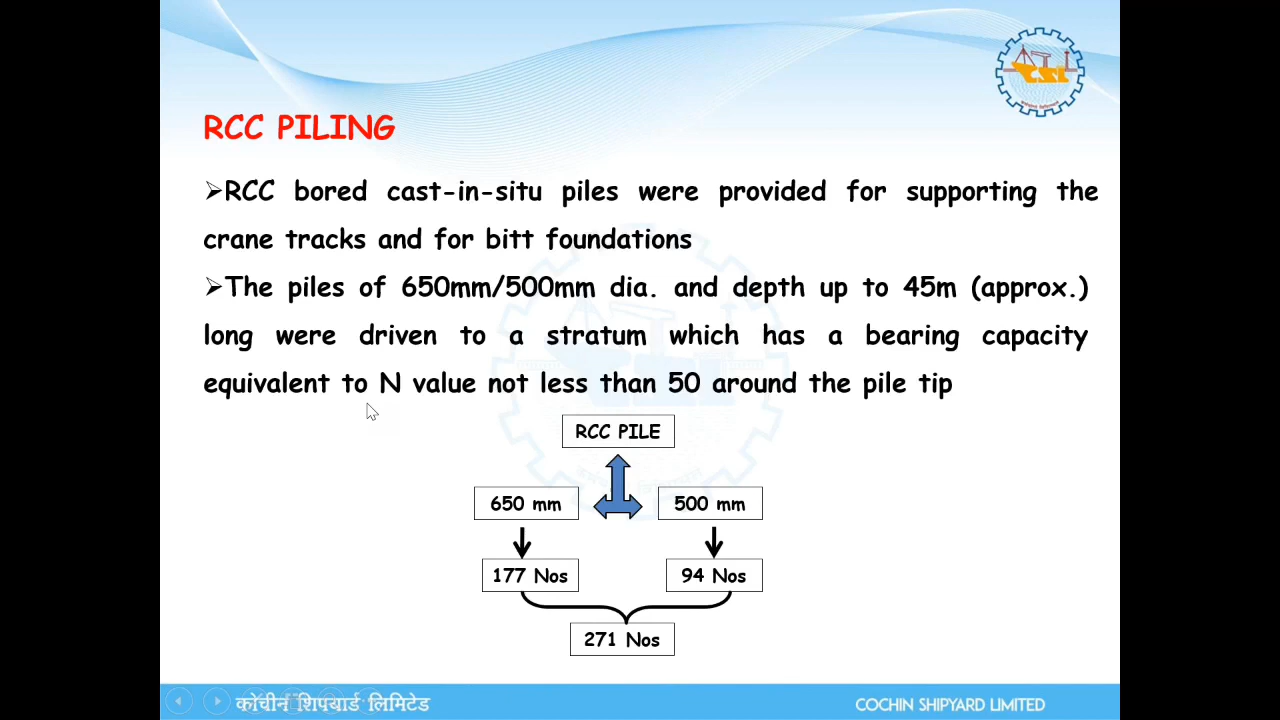 CSL
RCC PILING
➢RCC bored cast-in-situ piles were provided for supporting the
crane tracks and for bitt foundations
➢The piles of 650mm/500mm dia. and depth up to 45m (approx.)
long were driven to a stratum which has a bearing capacity
equivalent to N value not less than 50 around the pile tip
RCC PILE
650 mm
500 mm
177 Nos
94 Nos
271 Nos
कोचीन शिपयार्ड लिमिटेड
COCHIN SHIPYARD LIMITED